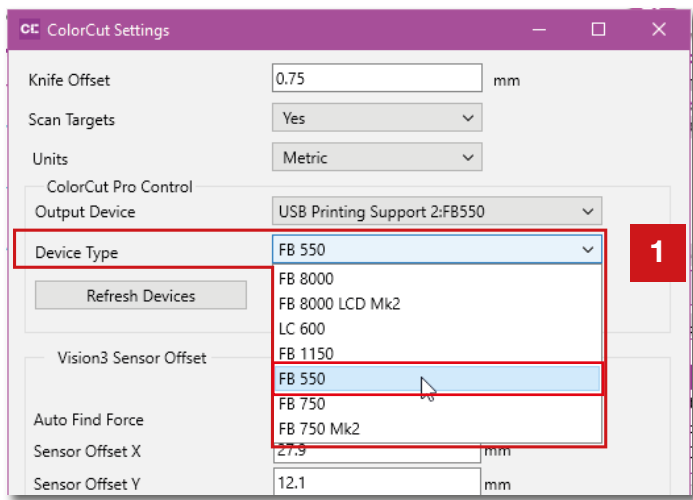 CC ColorCut Settings
Knife Offset 0.75 mm
Scan Targets Yes
Units Metric
ColorCut Pro Control
Output Device USB Printing Support 2:FB550
Device Type FB 550
1
FB 8000
Refresh Devices
FB 8000 LCD Mk2
LC 600
FB 1150
Vision3 Sensor Offset
FB 550
FB 750
Auto Find Force
FB 750 Mk2
Sensor Offset X 27.9 mm
Sensor Offset Y 12.1 mm